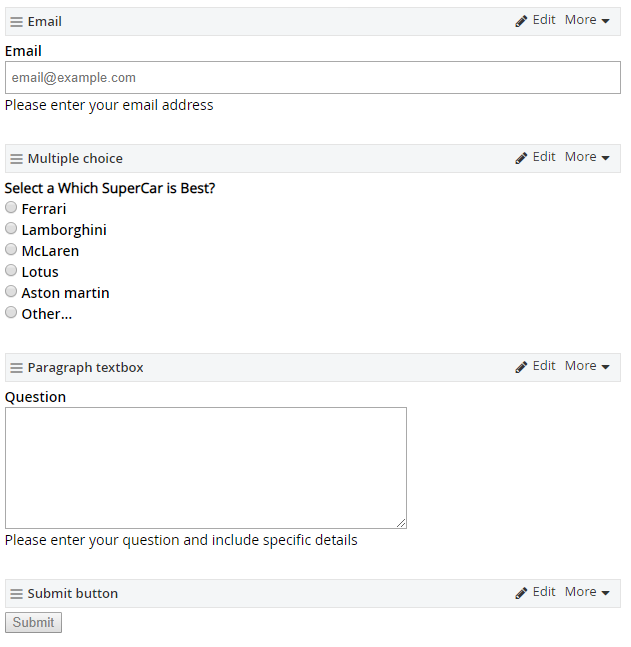 Email Edit More
Email
email@example.com
Please enter your email address
Multiple choice Edit More
Select a Which SuperCar is Best?
Ferrari
Lamborghini
McLaren
Lotus
Aston martin
Other...
Paragraph textbox Edit More
Question
Please enter your question and include specific details
Submit button Edit More
Submit